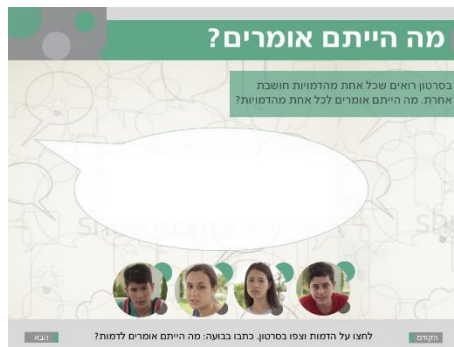 מה הייתם אומרים?
בסרטון רואים שכל אחת מהדמויות חושבת
אחרת. מה הייתם אומרים לכל אחת מהדמויות?
הקודם
לחצו על הדמות וצפו בסרטון. כתבו בבועה: מה הייתם אומרים לדמות?
הבא